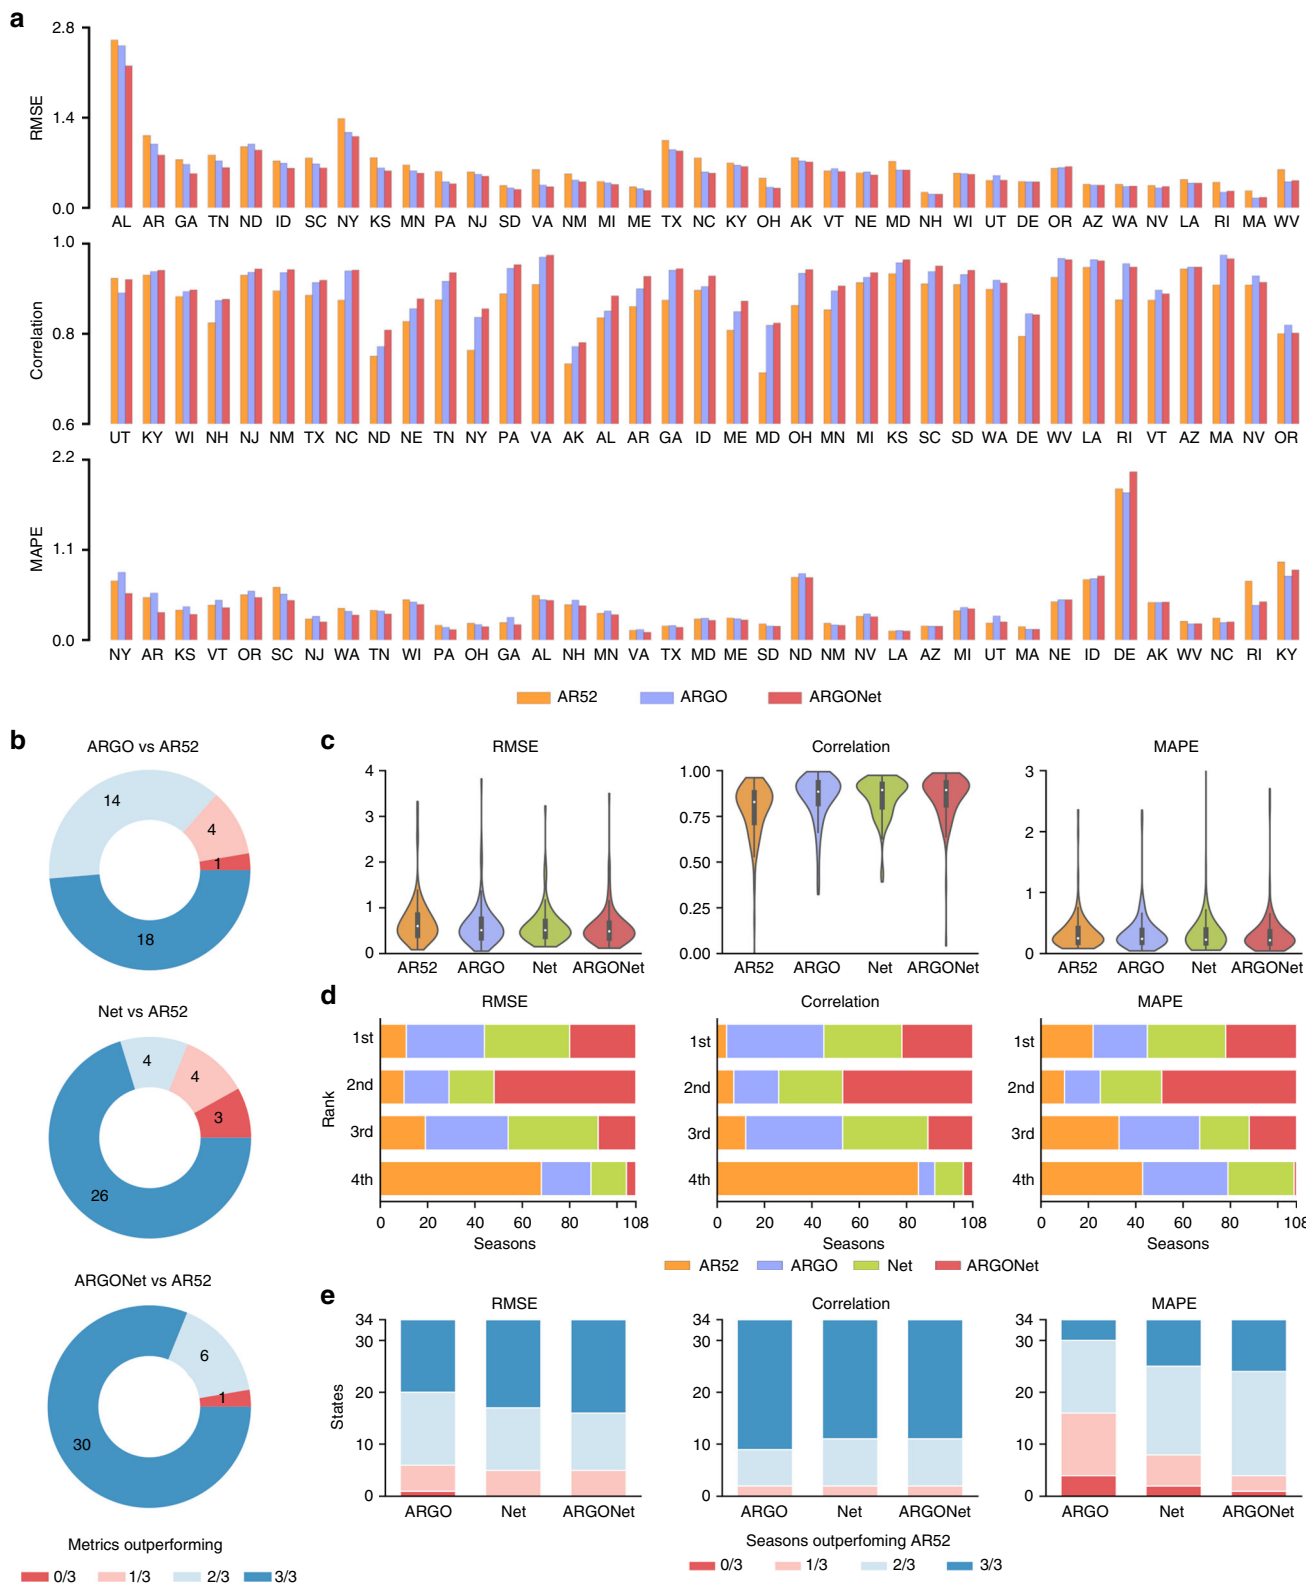 a
2.8
1.4
0.0
RMSE
AL AR GA TN ND ID SC NY KS MN PA NJ SD VA NM MI ME TX NC KY OH AK VT NE MD NH WI UT DE OR AZ WA NV LA RI MA WV
1.0
0.8
0.6
Correlation
UT KY WI NH NJ NM TX NC ND NE TN NY PA VA AK AL AR GA ID ME MD OH MN MI KS SC SD WA DE WV LA RI VT AZ MA NV OR
2.2
1.1
0.0
MAPE
NY AR KS VT OR SC NJ WA TN WI PA OH GA AL NH MN VA TX MD ME SD ND NM NV LA AZ MI UT MA NE ID DE AK WV NC RI KY
AR52 ARGO ARGONet
b
ARGO vs AR52
14
4
1
18
Net vs AR52
4
4
3
26
ARGONet vs AR52
6
1
30
Metrics outperforming
0/3 1/3 2/3 3/3
c
RMSE
4
3
2
1
0
AR52 ARGO Net ARGONet
Correlation
1.00
0.75
0.50
0.25
0.00
AR52 ARGO Net ARGONet
MAPE
3
2
1
0
AR52 ARGO Net ARGONet
d
RMSE
Rank
1st
2nd
3rd
4th
0 20 40 60 80 108
Seasons
Correlation
1st
2nd
3rd
4th
0 20 40 60 80 108
Seasons
MAPE
1st
2nd
3rd
4th
0 20 40 60 80 108
Seasons
AR52 ARGO Net ARGONet
e
RMSE
States
34
30
20
10
0
ARGO Net ARGONet
Correlation
34
30
20
10
0
ARGO Net ARGONet
MAPE
34
30
20
10
0
ARGO Net ARGONet
Seasons outperfoming AR52
0/3 1/3 2/3 3/3